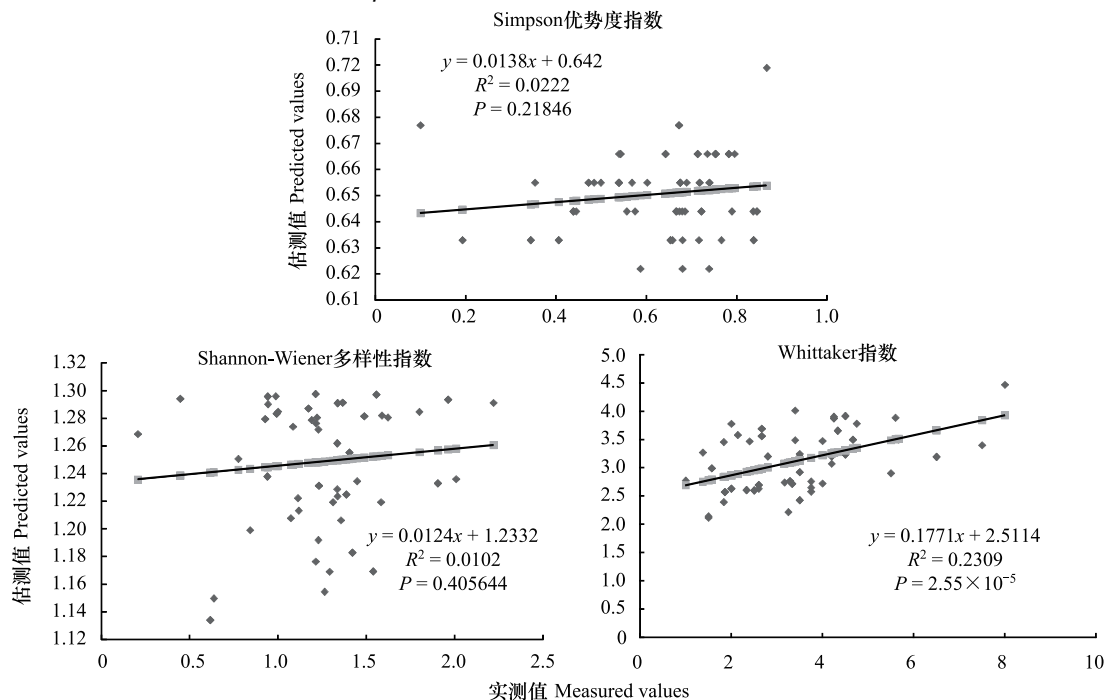 Simpson优势度指数
0.71
0.72
0.69
0.68
0.67
0.66
0.65
0.64
0.63
0.62
0.61
估测值 Predicted values
y = 0.0138x + 0.642
R² = 0.0222
P = 0.21846
0 0.2 0.4 0.6 0.8 1.0
Shannon-Wiener多样性指数
1.32
1.30
1.28
1.26
1.24
1.22
1.20
1.18
1.16
1.14
1.12
估测值 Predicted values
y = 0.0124x + 1.2332
R² = 0.0102
P = 0.405644
0 0.5 1.0 1.5 2.0 2.5
Whittaker指数
5.0
4.5
4.0
3.5
3.0
2.5
2.0
1.5
1.0
0.5
0
y = 0.1771x + 2.5114
R² = 0.2309
P = 2.55×10⁻⁵
0 2 4 6 8 10
实测值 Measured values